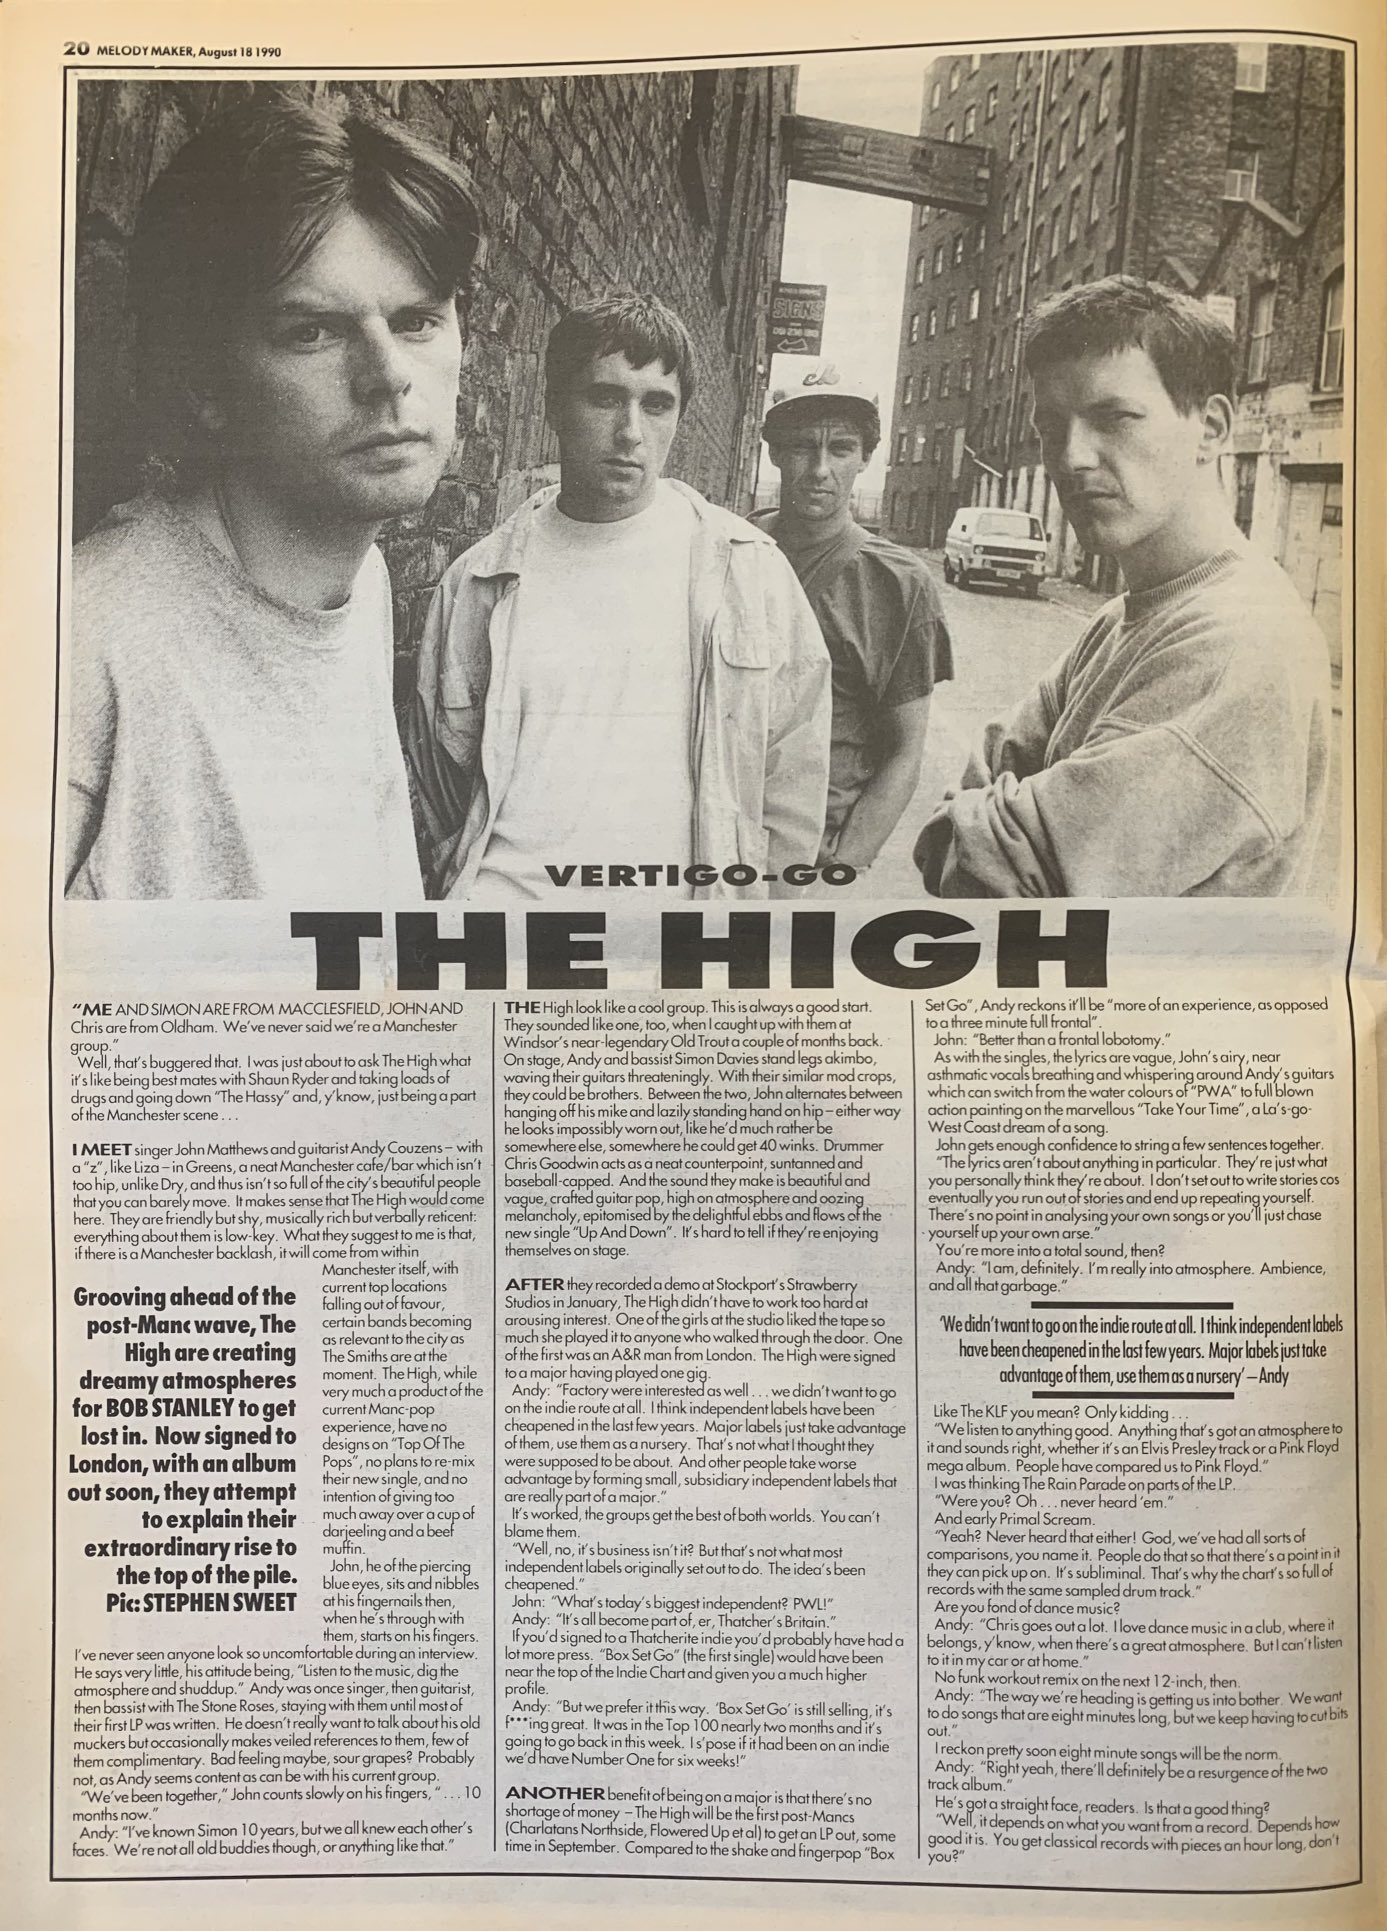 20 MELODY MAKER, August 18 1990
SIGNS
ck
VERTIGO-GO
THE HIGH
"ME AND SIMON ARE FROM MACCLESFIELD, JOHN AND
Chris are from Oldham. We've never said we're a Manchester
group."
Well, that's buggered that. I was just about to ask The High what
it's like being best mates with Shaun Ryder and taking loads of
drugs and going down "The Hassy" and, y'know, just being a part
of the Manchester scene . . .
I MEET singer John Matthews and guitarist Andy Couzens – with
a "z", like Liza – in Greens, a neat Manchester cafe/bar which isn't
too hip, unlike Dry, and thus isn't so full of the city's beautiful people
that you can barely move. It makes sense that The High would come
here. They are friendly but shy, musically rich but verbally reticent:
everything about them is low-key. What they suggest to me is that,
if there is a Manchester backlash, it will come from within
Manchester itself, with
current top locations
falling out of favour,
certain bands becoming
as relevant to the city as
The Smiths are at the
moment. The High, while
very much a product of the
current Manc-pop
experience, have no
designs on "Top Of The
Pops", no plans to re-mix
their new single, and no
intention of giving too
much away over a cup of
darjeeling and a beef
muffin.
John, he of the piercing
blue eyes, sits and nibbles
at his fingernails then,
when he's through with
them, starts on his fingers.
Grooving ahead of the
post-Manc wave, The
High are creating
dreamy atmospheres
for BOB STANLEY to get
lost in. Now signed to
London, with an album
out soon, they attempt
to explain their
extraordinary rise to
the top of the pile.
Pic: STEPHEN SWEET
I've never seen anyone look so uncomfortable during an interview.
He says very little, his attitude being, "Listen to the music, dig the
atmosphere and shuddup." Andy was once singer, then guitarist,
then bassist with The Stone Roses, staying with them until most of
their first LP was written. He doesn't really want to talk about his old
muckers but occasionally makes veiled references to them, few of
them complimentary. Bad feeling maybe, sour grapes? Probably
not, as Andy seems content as can be with his current group.
"We've been together," John counts slowly on his fingers, ". . . 10
months now."
Andy: "I've known Simon 10 years, but we all knew each other's
faces. We're not all old buddies though, or anything like that."
THE High look like a cool group. This is always a good start.
They sounded like one, too, when I caught up with them at
Windsor's near-legendary Old Trout a couple of months back.
On stage, Andy and bassist Simon Davies stand legs akimbo,
waving their guitars threateningly. With their similar mod crops,
they could be brothers. Between the two, John alternates between
hanging off his mike and lazily standing hand on hip – either way
he looks impossibly worn out, like he'd much rather be
somewhere else, somewhere he could get 40 winks. Drummer
Chris Goodwin acts as a neat counterpoint, suntanned and
baseball-capped. And the sound they make is beautiful and
vague, crafted guitar pop, high on atmosphere and oozing
melancholy, epitomised by the delightful ebbs and flows of the
new single "Up And Down". It's hard to tell if they're enjoying
themselves on stage.
AFTER they recorded a demo at Stockport's Strawberry
Studios in January, The High didn't have to work too hard at
arousing interest. One of the girls at the studio liked the tape so
much she played it to anyone who walked through the door. One
of the first was an A&R man from London. The High were signed
to a major having played one gig.
Andy: "Factory were interested as well . . . we didn't want to go
on the indie route at all. I think independent labels have been
cheapened in the last few years. Major labels just take advantage
of them, use them as a nursery. That's not what I thought they
were supposed to be about. And other people take worse
advantage by forming small, subsidiary independent labels that
are really part of a major."
It's worked, the groups get the best of both worlds. You can't
blame them.
"Well, no, it's business isn't it? But that's not what most
independent labels originally set out to do. The idea's been
cheapened."
John: "What's today's biggest independent? PWL!"
Andy: "It's all become part of, er, Thatcher's Britain."
If you'd signed to a Thatcherite indie you'd probably have had a
lot more press. "Box Set Go" (the first single) would have been
near the top of the Indie Chart and given you a much higher
profile.
Andy: "But we prefer it this way. 'Box Set Go' is still selling, it's
f***ing great. It was in the Top 100 nearly two months and it's
going to go back in this week. I s'pose if it had been on an indie
we'd have Number One for six weeks!"
ANOTHER benefit of being on a major is that there's no
shortage of money – The High will be the first post-Mancs
(Charlatans Northside, Flowered Up et al) to get an LP out, some
time in September. Compared to the shake and fingerpop "Box
Set Go", Andy reckons it'll be "more of an experience, as opposed
to a three minute full frontal".
John: "Better than a frontal lobotomy."
As with the singles, the lyrics are vague, John's airy, near
asthmatic vocals breathing and whispering around Andy's guitars
which can switch from the water colours of "PWA" to full blown
action painting on the marvellous "Take Your Time", a La's-go-
West Coast dream of a song.
John gets enough confidence to string a few sentences together.
"The lyrics aren't about anything in particular. They're just what
you personally think they're about. I don't set out to write stories cos
eventually you run out of stories and end up repeating yourself.
There's no point in analysing your own songs or you'll just chase
yourself up your own arse."
You're more into a total sound, then?
Andy: "I am, definitely. I'm really into atmosphere. Ambience,
and all that garbage."
'We didn't want to go on the indie route at all. I think independent labels
have been cheapened in the last few years. Major labels just take
advantage of them, use them as a nursery' – Andy
Like The KLF you mean? Only kidding . . .
"We listen to anything good. Anything that's got an atmosphere to
it and sounds right, whether it's an Elvis Presley track or a Pink Floyd
mega album. People have compared us to Pink Floyd."
I was thinking The Rain Parade on parts of the LP.
"Were you? Oh . . . never heard 'em."
And early Primal Scream.
"Yeah? Never heard that either! God, we've had all sorts of
comparisons, you name it. People do that so that there's a point in it
they can pick up on. It's subliminal. That's why the chart's so full of
records with the same sampled drum track."
Are you fond of dance music?
Andy: "Chris goes out a lot. I love dance music in a club, where it
belongs, y'know, when there's a great atmosphere. But I can't listen
to it in my car or at home."
No funk workout remix on the next 12-inch, then.
Andy: "The way we're heading is getting us into bother. We want
to do songs that are eight minutes long, but we keep having to cut bits
out."
I reckon pretty soon eight minute songs will be the norm.
Andy: "Right yeah, there'll definitely be a resurgence of the two
track album."
He's got a straight face, readers. Is that a good thing?
"Well, it depends on what you want from a record. Depends how
good it is. You get classical records with pieces an hour long, don't
you?"